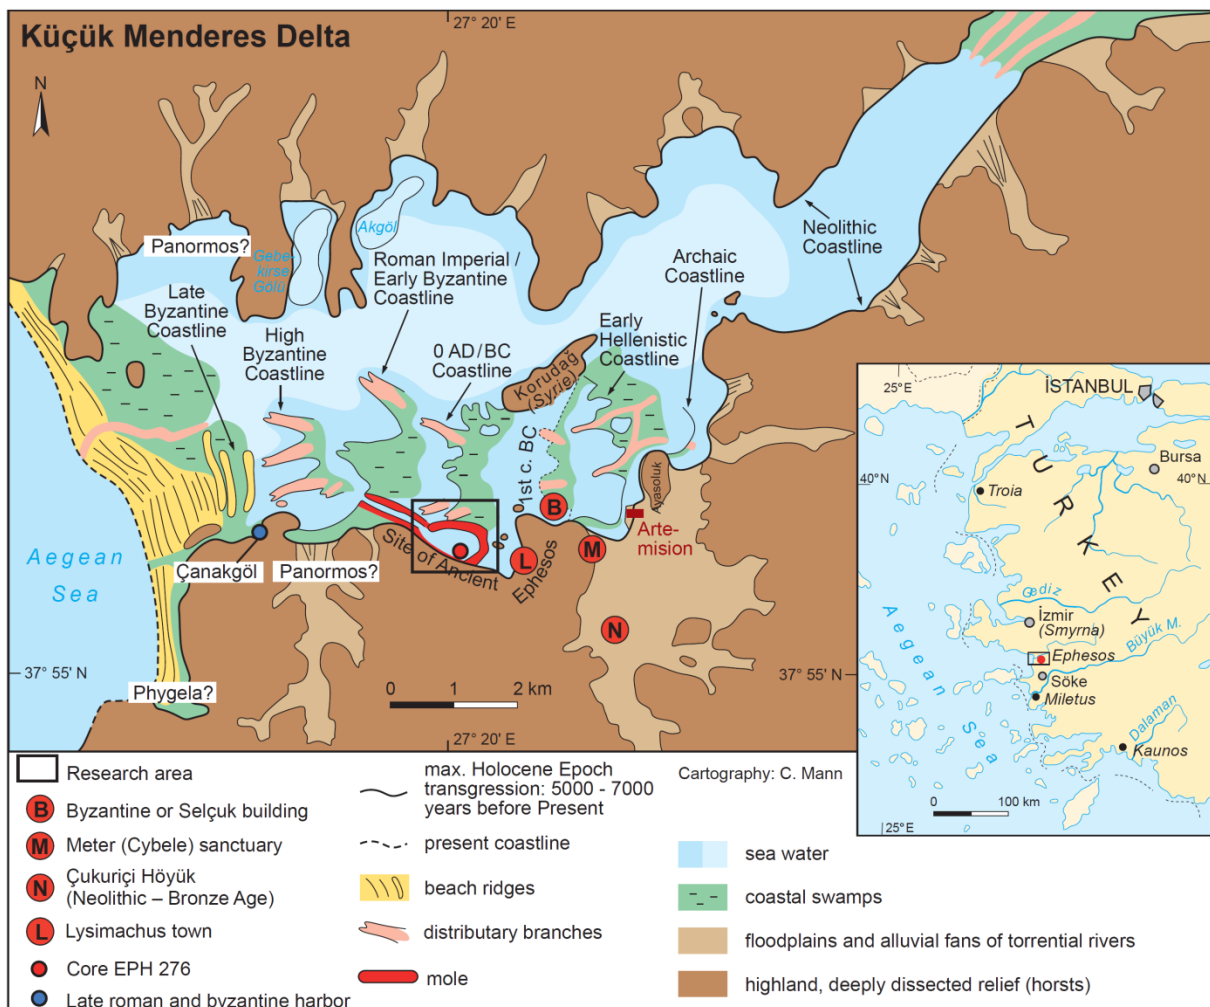 Küçük Menderes Delta
27° 20' E
N
Panormos?
Gebe-
kirse
Gölü
Akgöl
Late
Byzantine
Coastline
High
Byzantine
Coastline
Roman Imperial /
Early Byzantine
Coastline
0 AD/BC
Coastline
Korudağ
(Syrie)
Early
Hellenistic
Coastline
Archaic
Coastline
Neolithic
Coastline
1st c. BC
Ayasoluk
B
Arte-
mision
M
L
N
Site of Ancient
Ephesos
Aegean
Sea
Çanakgöl
Panormos?
Phygela?
37° 55' N
37° 55' N
0 1 2 km
27° 20' E
25°E
İSTANBUL
TURKEY
Bursa
40°N
40°N
Troia
Gediz
İzmir
(Smyrna)
Büyük M.
Ephesos
Söke
Miletus
Aegean Sea
Dalaman
Kaunos
0 100 km
25°E
Research area
B Byzantine or Selçuk building
M Meter (Cybele) sanctuary
N Çukuriçi Höyük
(Neolithic – Bronze Age)
L Lysimachus town
Core EPH 276
Late roman and byzantine harbor
max. Holocene Epoch
transgression: 5000 - 7000
years before Present
present coastline
beach ridges
distributary branches
mole
Cartography: C. Mann
sea water
coastal swamps
floodplains and alluvial fans of torrential rivers
highland, deeply dissected relief (horsts)